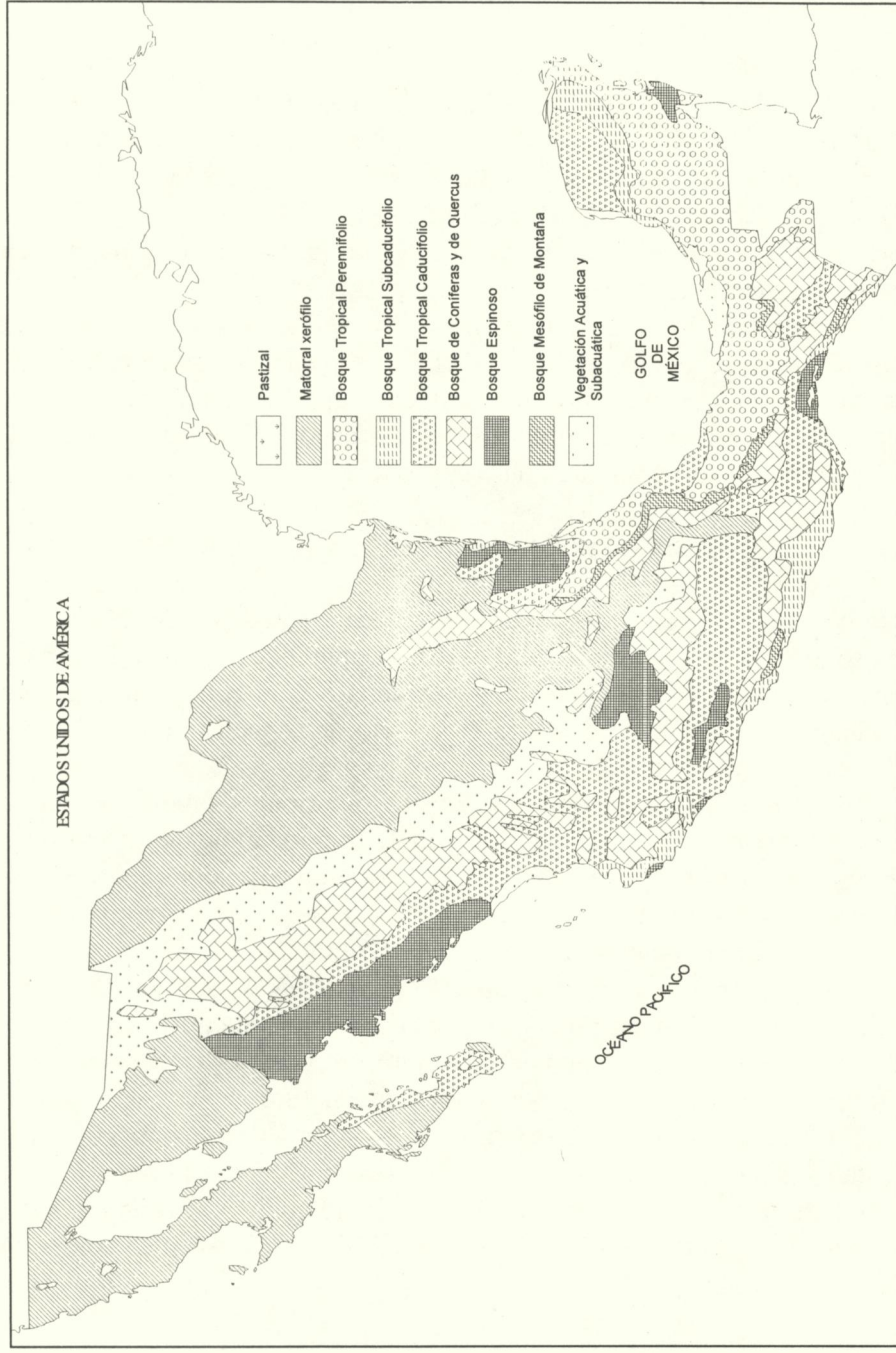 ESTADOS UNIDOS DE AMÉRICA
Pastizal
Matorral xerófilo
Bosque Tropical Perennifolio
Bosque Tropical Subcaducifolio
Bosque Tropical Caducifolio
Bosque de Coníferas y de Quercus
Bosque Espinoso
Bosque Mesófilo de Montaña
Vegetación Acuática y
Subacuática
GOLFO
DE
MÉXICO
OCÉANO PACÍFICO